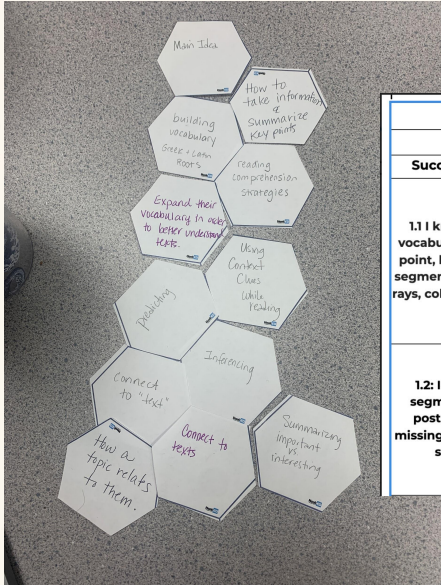 Main Idea
How to
take information
&
summarize
key points
building
vocabulary
Greek + Latin
Roots
reading
comprehension
strategies
Expand their
vocabulary in order
to better understand
texts.
Using
Context
Clues
while
reading
Predicting
Inferencing
Connect
to "text"
Summarizing
important
vs
interesting
Connect to
texts
How a
topic relates
to them.
Succ
1.1 I k
vocabu
point, l
segmen
rays, col
1.2: I
segm
post
missing
s